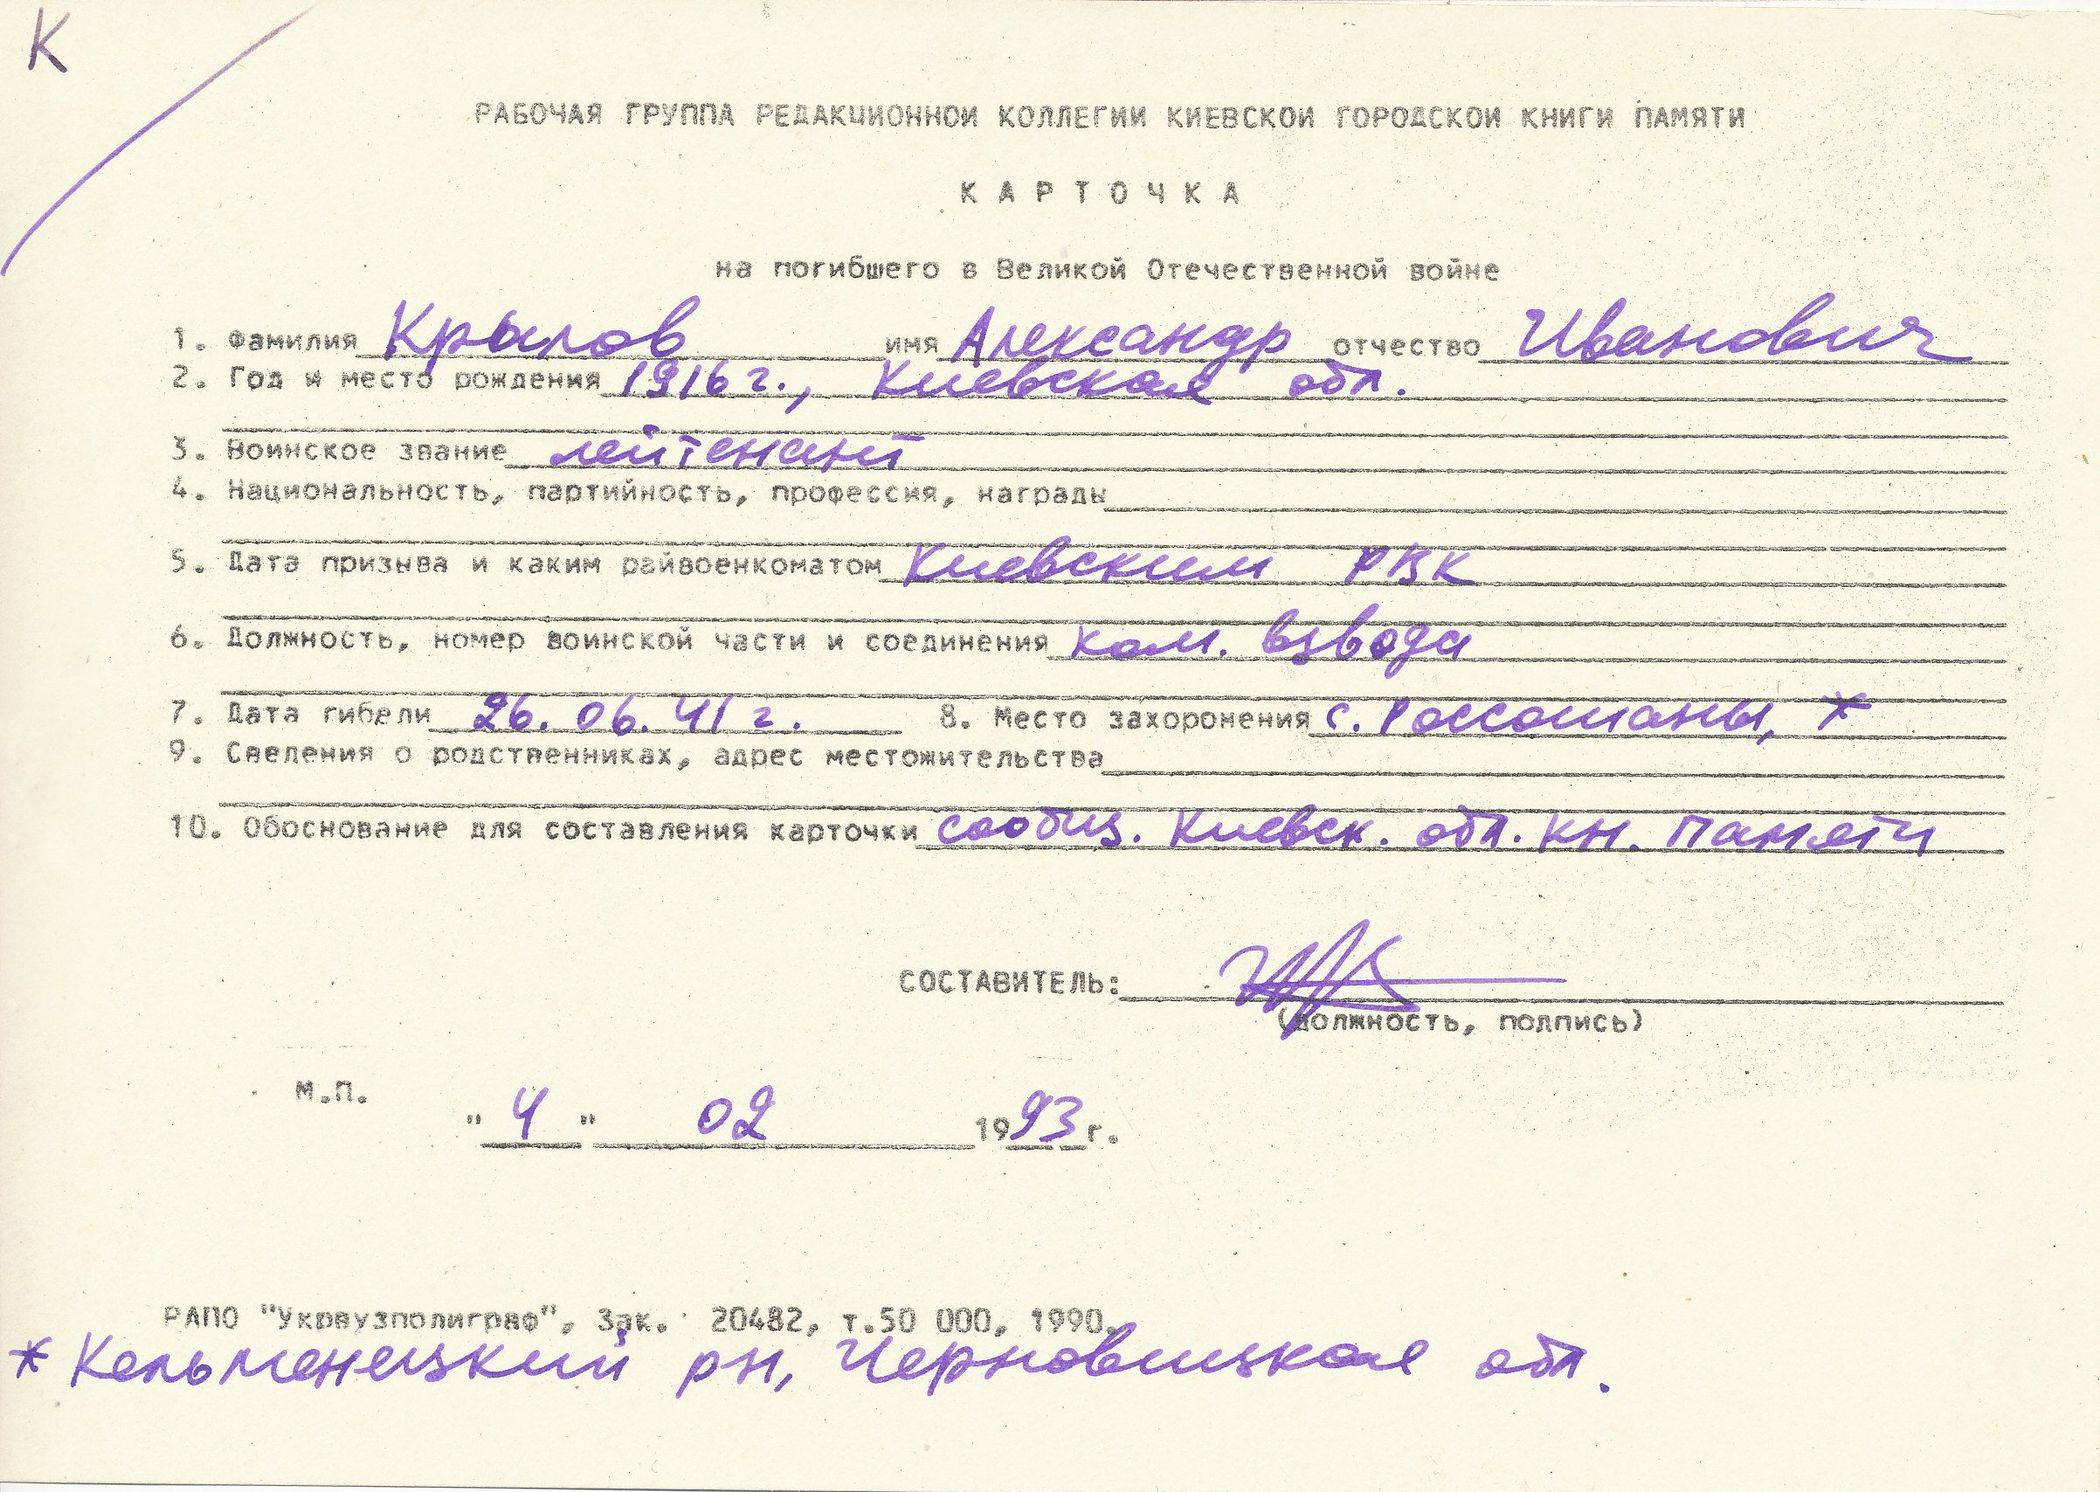 К
РАБОЧАЯ ГРУППА РЕДАКЦИОННОЙ КОЛЛЕГИИ КИЕВСКОЙ ГОРОДСКОЙ КНИГИ ПАМЯТИ
К А Р Т О Ч К А
на погибшего в Великой Отечественной войне
1. Фамилия Крылов имя Александр отчество Иванович
2. Год и место рождения 1916 г., Киевская обл.
3. Воинское звание лейтенант
4. Национальность, партийность, профессия, награды
5. Дата призыва и каким райвоенкоматом Киевским РВК
6. Должность, номер воинской части и соединения ком. взвода
7. Дата гибели 26.06.41 г. 8. Место захоронения с. Россошаны, *
9. Сведения о родственниках, адрес местожительства
10. Обоснование для составления карточки сообщ. Киевск. обл. кн. памяти
СОСТАВИТЕЛЬ:
(должность, подпись)
М.П.
"4" 02 1993 г.
РАПО "Укрвузполиграф", Зак. 20482, т.50 000, 1990.
* Кельменецкий рн, Черновицкая обл.